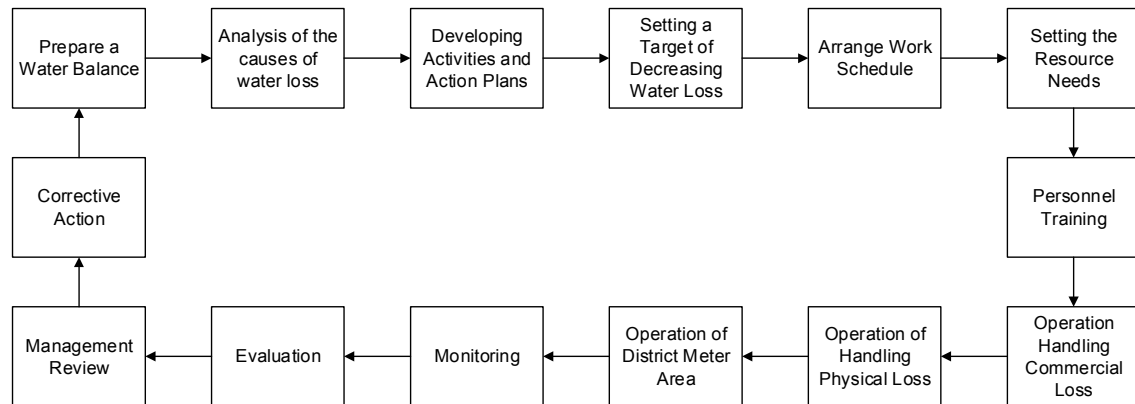 Prepare a
Water Balance
Analysis of the
causes of
water loss
Developing
Activities and
Action Plans
Setting a
Target of
Decreasing
Water Loss
Arrange Work
Schedule
Setting the
Resource
Needs
Personnel
Training
Operation
Handling
Commercial
Loss
Operation of
Handling
Physical Loss
Operation of
District Meter
Area
Monitoring
Evaluation
Management
Review
Corrective
Action